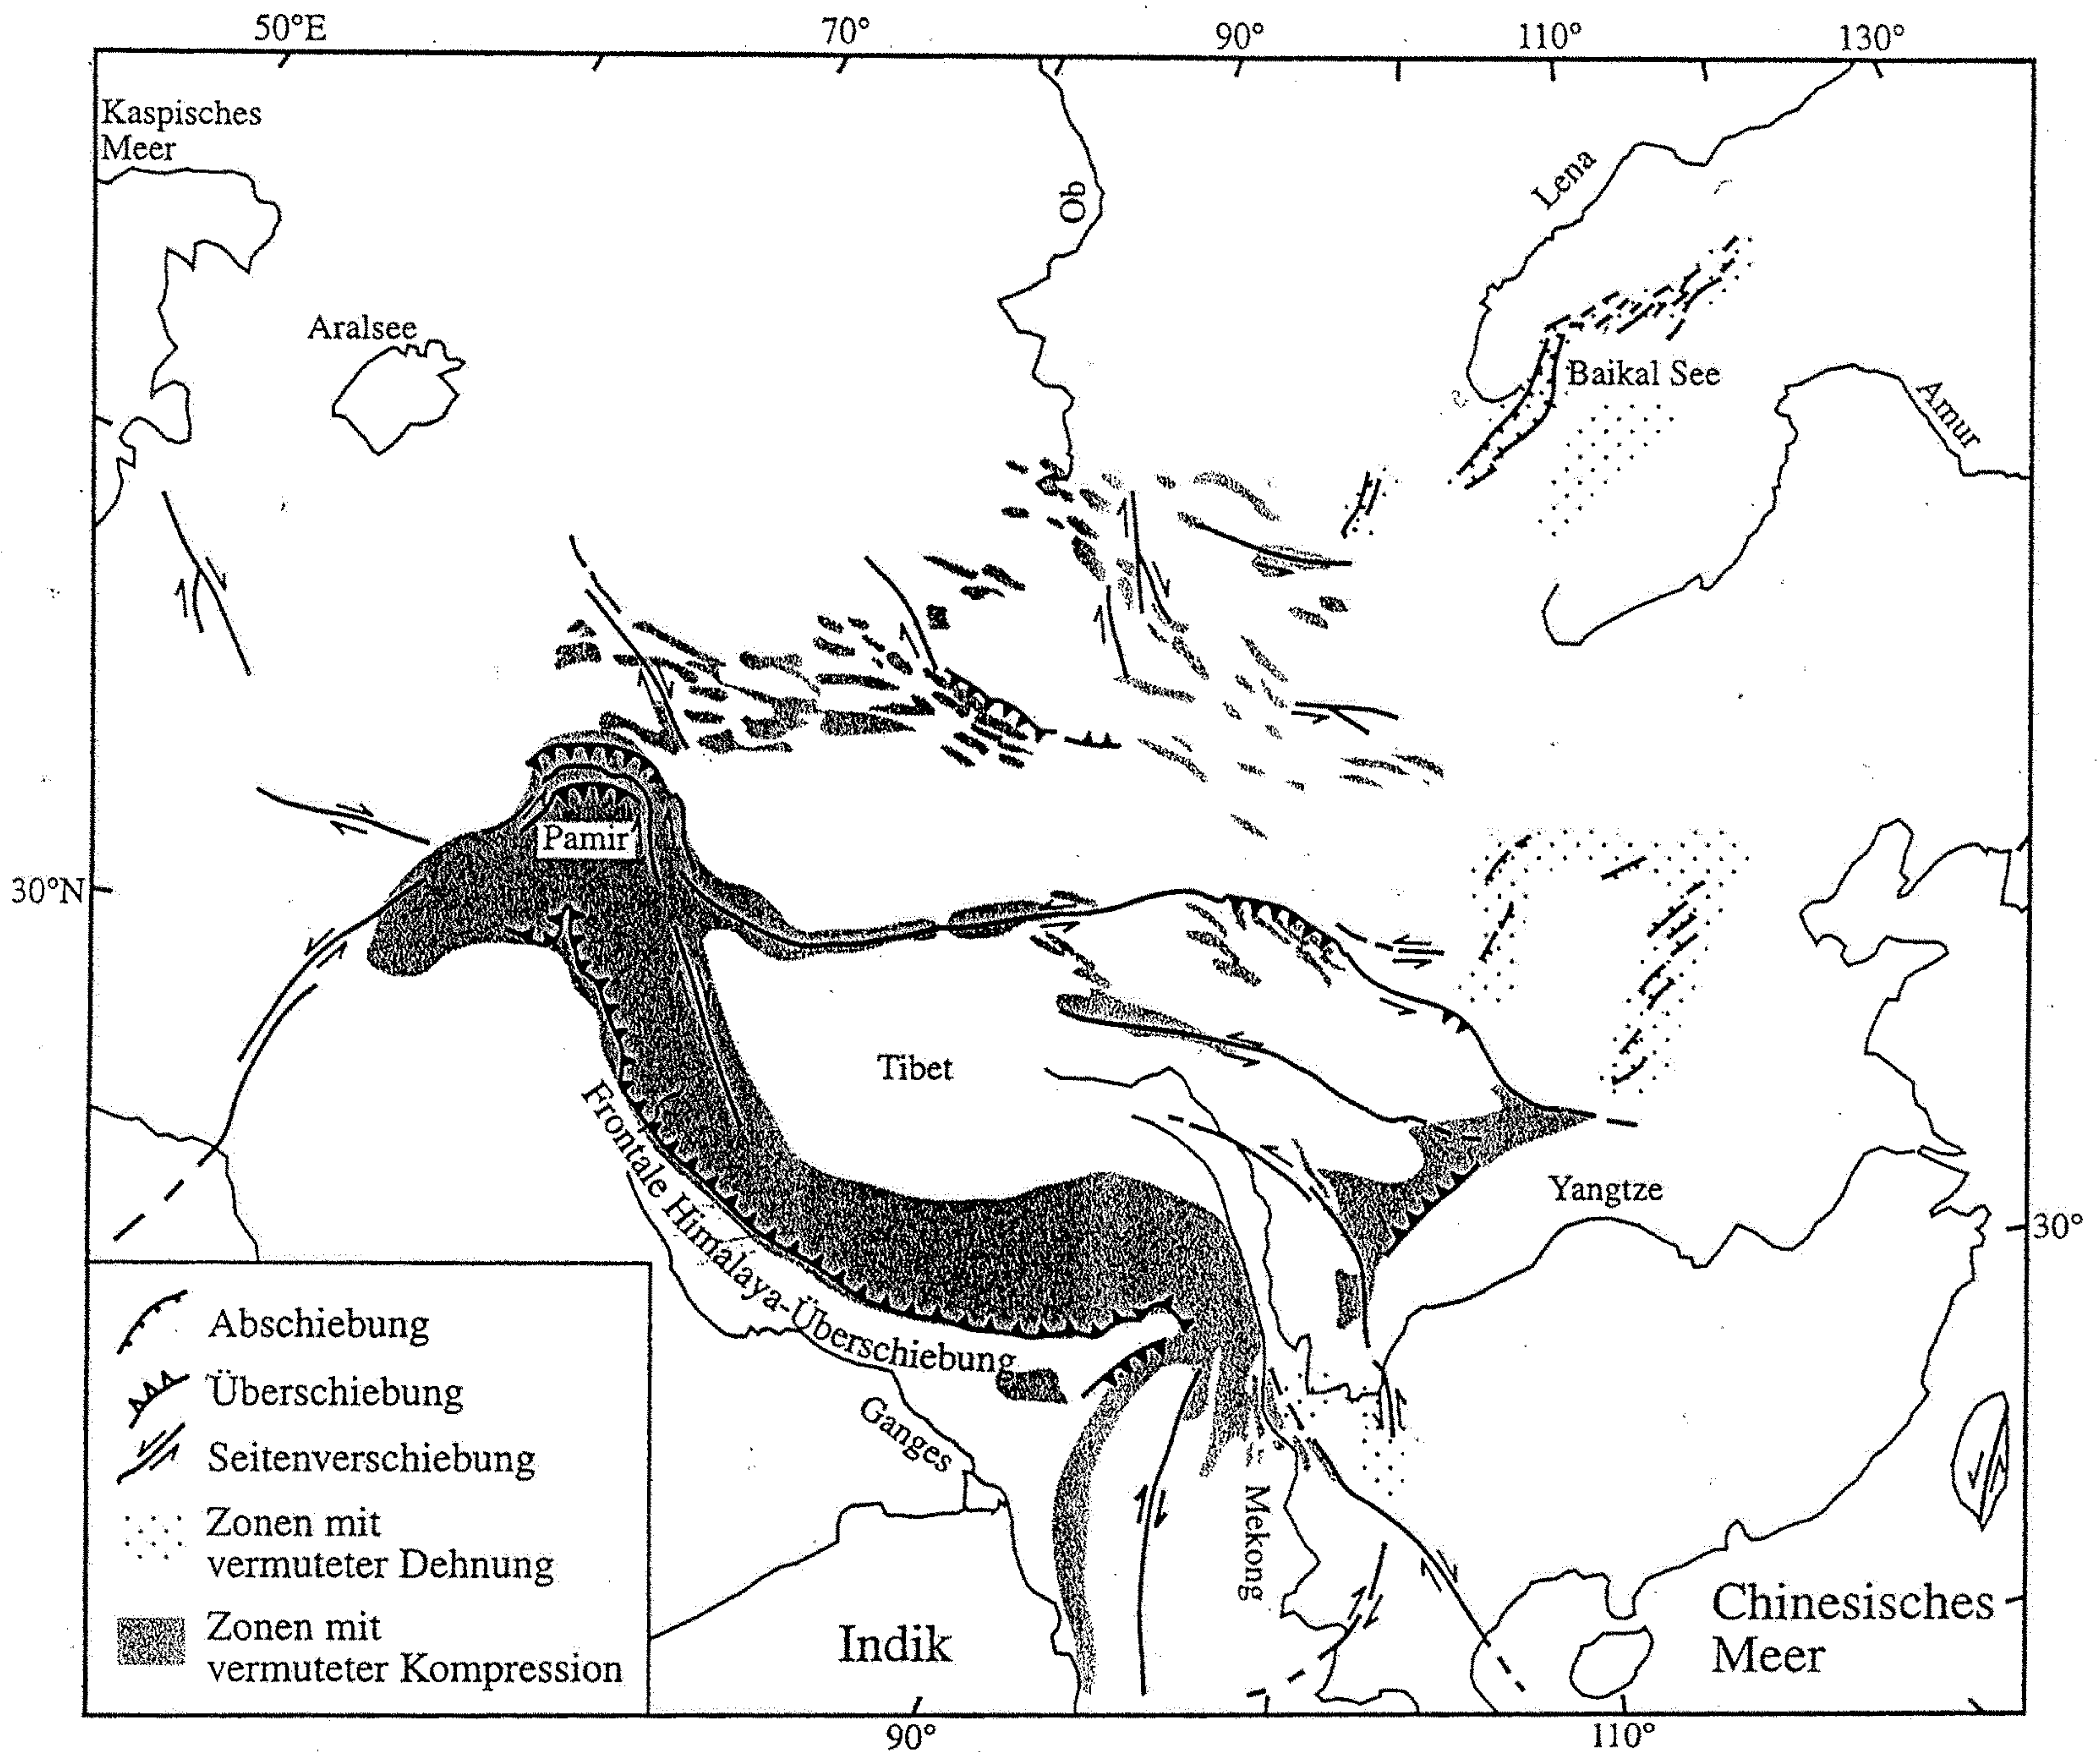 50°E 70° 90° 110° 130°
Kaspisches
Meer
Ob
Lena
Aralsee
Baikal See
Amur
Pamir
30°N
Tibet
Frontale Himalaya-Überschiebung
Yangtze
30°
Ganges
Mekong
Indik
Chinesisches
Meer
Abschiebung
Überschiebung
Seitenverschiebung
Zonen mit
vermuteter Dehnung
Zonen mit
vermuteter Kompression
90° 110°